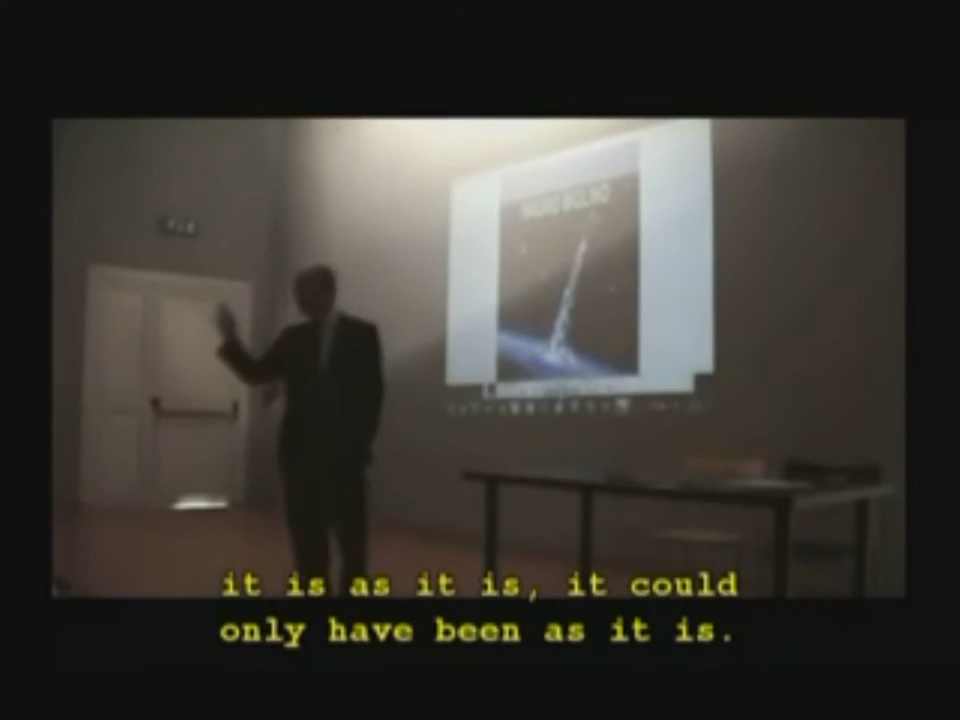 it is as it is, it could
only have been as it is.